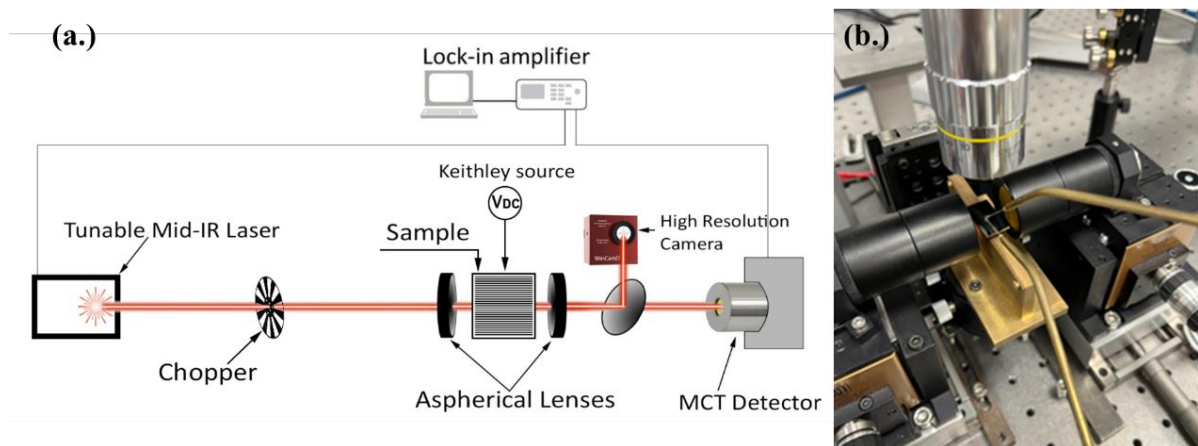 (a.)
Lock-in amplifier
Keithley source
VDC
Tunable Mid-IR Laser
Sample
High Resolution
Camera
WinCamD
Chopper
Aspherical Lenses
MCT Detector
(b.)